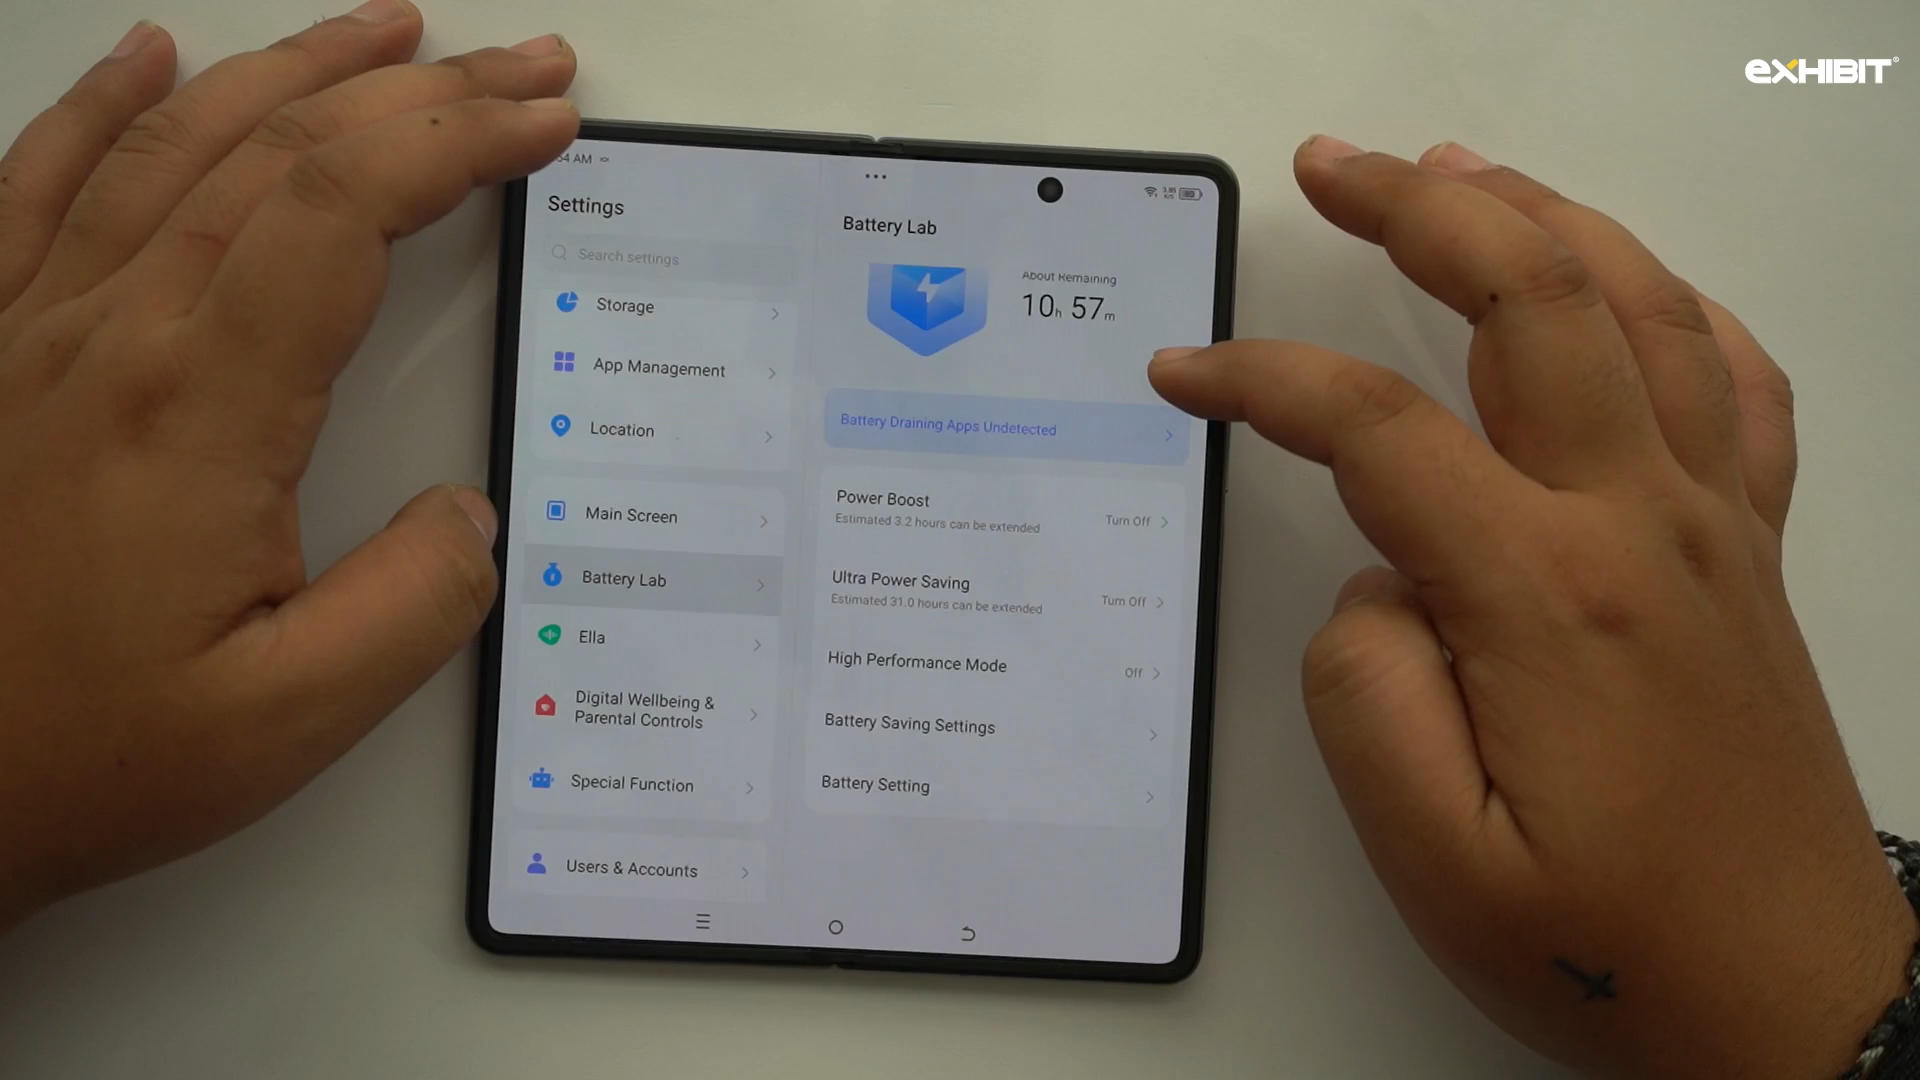 EXHIBIT®
54 AM
Settings
Search settings
Storage
App Management
Location
Main Screen
Battery Lab
Ella
Digital Wellbeing &
Parental Controls
Special Function
Users & Accounts
Battery Lab
About Remaining
10h 57m
Battery Draining Apps Undetected
Power Boost
Estimated 3.2 hours can be extended
Turn Off
Ultra Power Saving
Estimated 31.0 hours can be extended
Turn Off
High Performance Mode
Off
Battery Saving Settings
Battery Setting